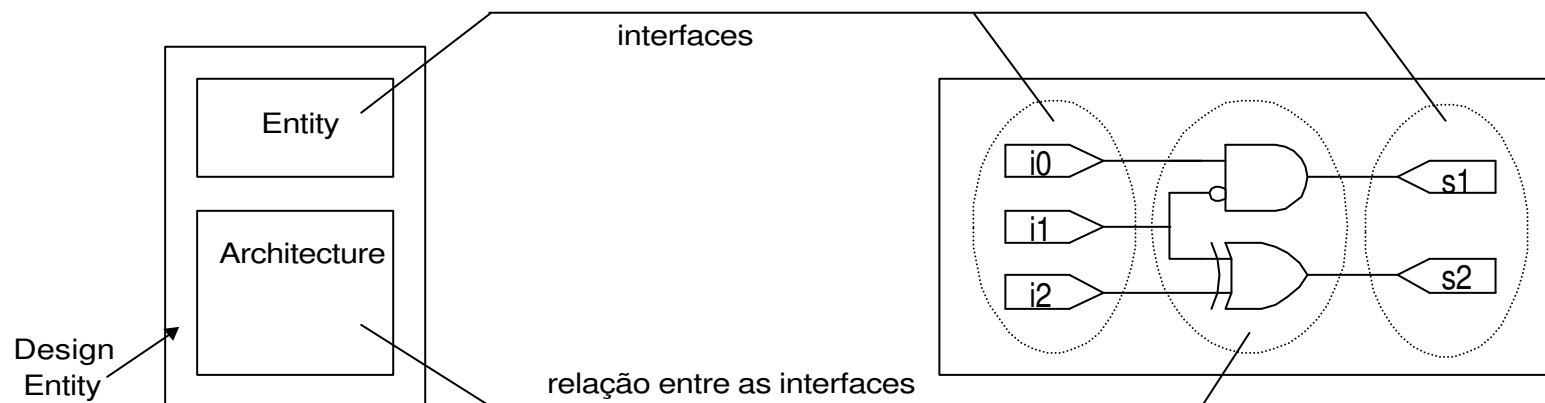 interfaces
Entity
Architecture
Design
Entity
relação entre as interfaces
i0
i1
i2
s1
s2